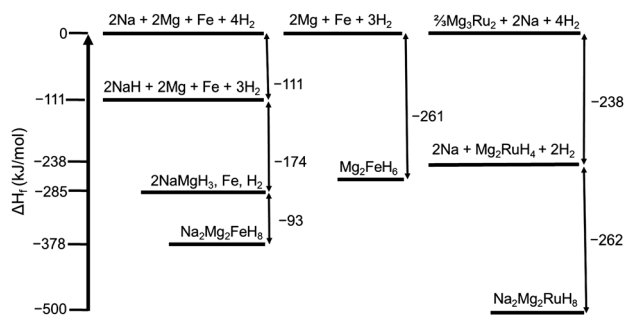 2Na + 2Mg + Fe + 4H₂
2Mg + Fe + 3H₂
⅔Mg₃Ru₂ + 2Na + 4H₂
0
2NaH + 2Mg + Fe + 3H₂
−111
−111
−238
−261
−174
2Na + Mg₂RuH₄ + 2H₂
−238
Mg₂FeH₆
2NaMgH₃, Fe, H₂
−285
−93
Na₂Mg₂FeH₈
−378
−262
Na₂Mg₂RuH₈
−500
ΔH_f (kJ/mol)